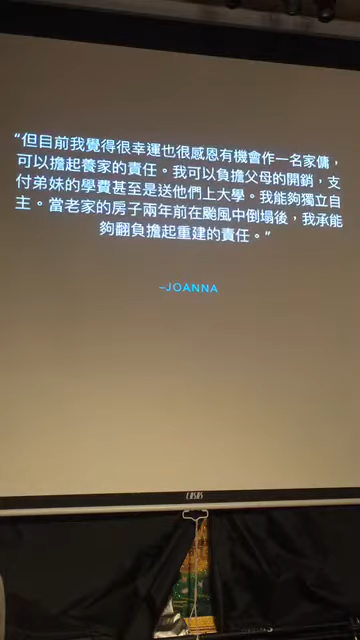 “但目前我覺得很幸運也很感恩有機會作一名家傭，
可以擔起養家的責任。我可以負擔父母的開銷，支
付弟妹的學費甚至是送他們上大學。我能夠獨立自
主。當老家的房子兩年前在颱風中倒塌後，我承能
夠翻負擔起重建的責任。”
–JOANNA